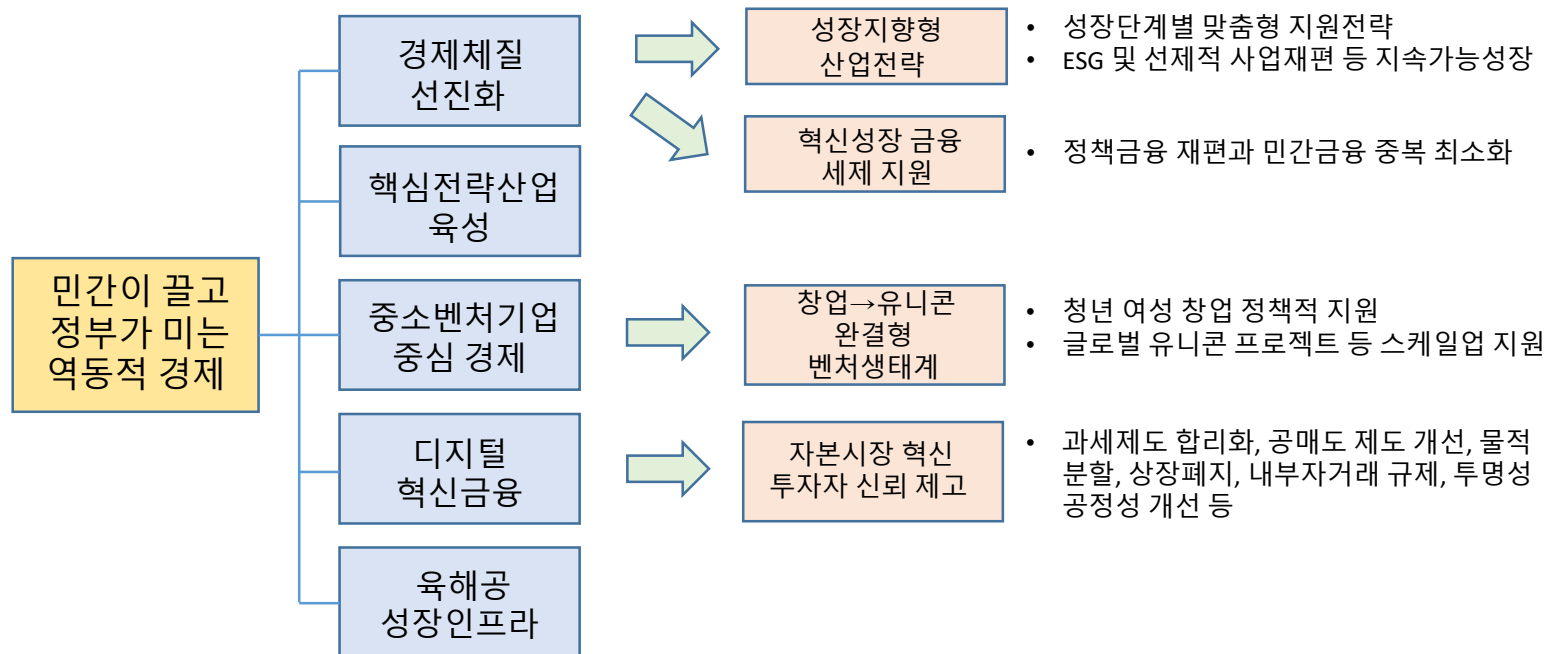 민간이 끌고
정부가 미는
역동적 경제
경제체질
선진화
핵심전략산업
육성
중소벤처기업
중심 경제
디지털
혁신금융
육해공
성장인프라
성장지향형
산업전략
• 성장단계별 맞춤형 지원전략
• ESG 및 선제적 사업재편 등 지속가능성장
혁신성장 금융
세제 지원
• 정책금융 재편과 민간금융 중복 최소화
창업→유니콘
완결형
벤처생태계
• 청년 여성 창업 정책적 지원
• 글로벌 유니콘 프로젝트 등 스케일업 지원
자본시장 혁신
투자자 신뢰 제고
• 과세제도 합리화, 공매도 제도 개선, 물적
분할, 상장폐지, 내부자거래 규제, 투명성
공정성 개선 등